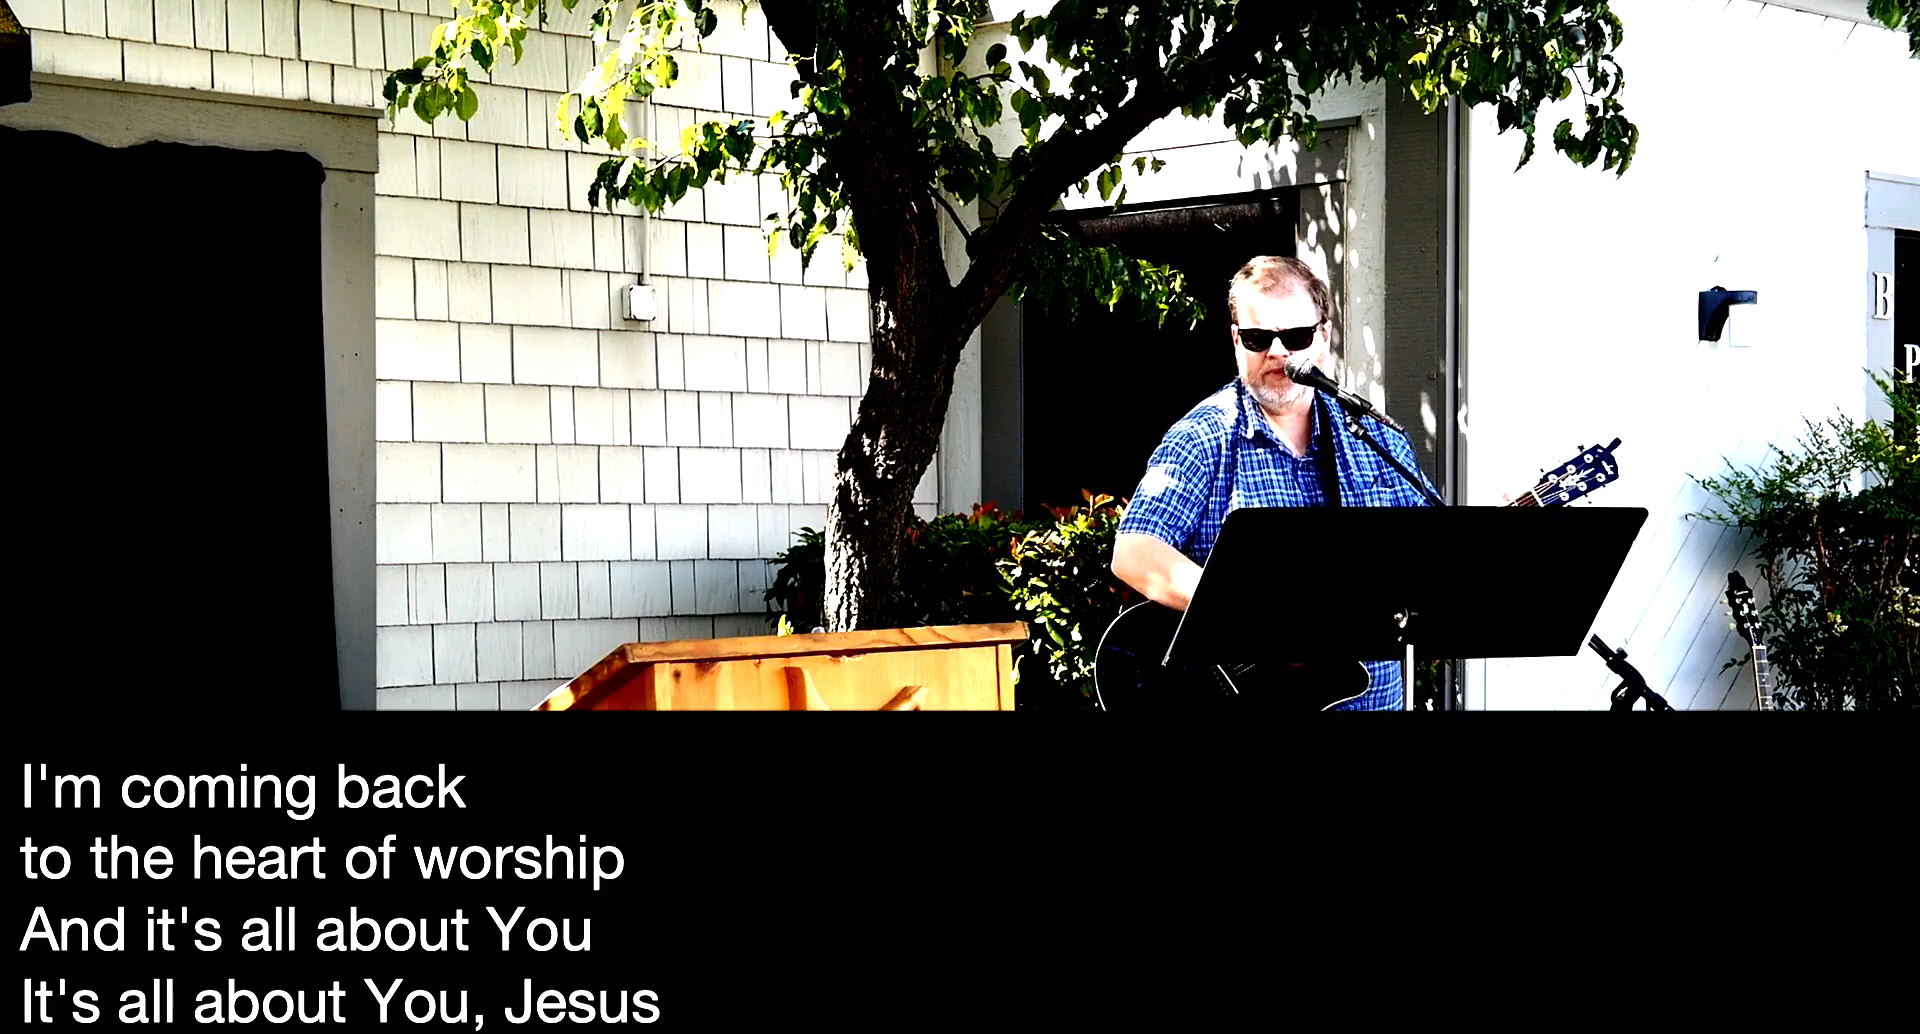 B
P
I'm coming back
to the heart of worship
And it's all about You
It's all about You, Jesus